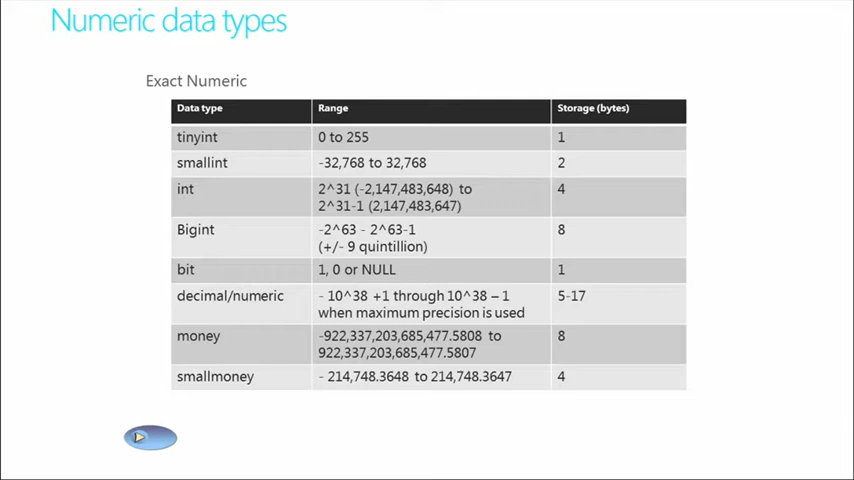 Numeric data types
Exact Numeric
Data type Range Storage (bytes)
tinyint 0 to 255 1
smallint -32,768 to 32,768 2
int 2^31 (-2,147,483,648) to 4
2^31-1 (2,147,483,647)
Bigint -2^63 - 2^63-1 8
(+/- 9 quintillion)
bit 1, 0 or NULL 1
decimal/numeric - 10^38 +1 through 10^38 – 1 5-17
when maximum precision is used
money -922,337,203,685,477.5808 to 8
922,337,203,685,477.5807
smallmoney - 214,748.3648 to 214,748.3647 4